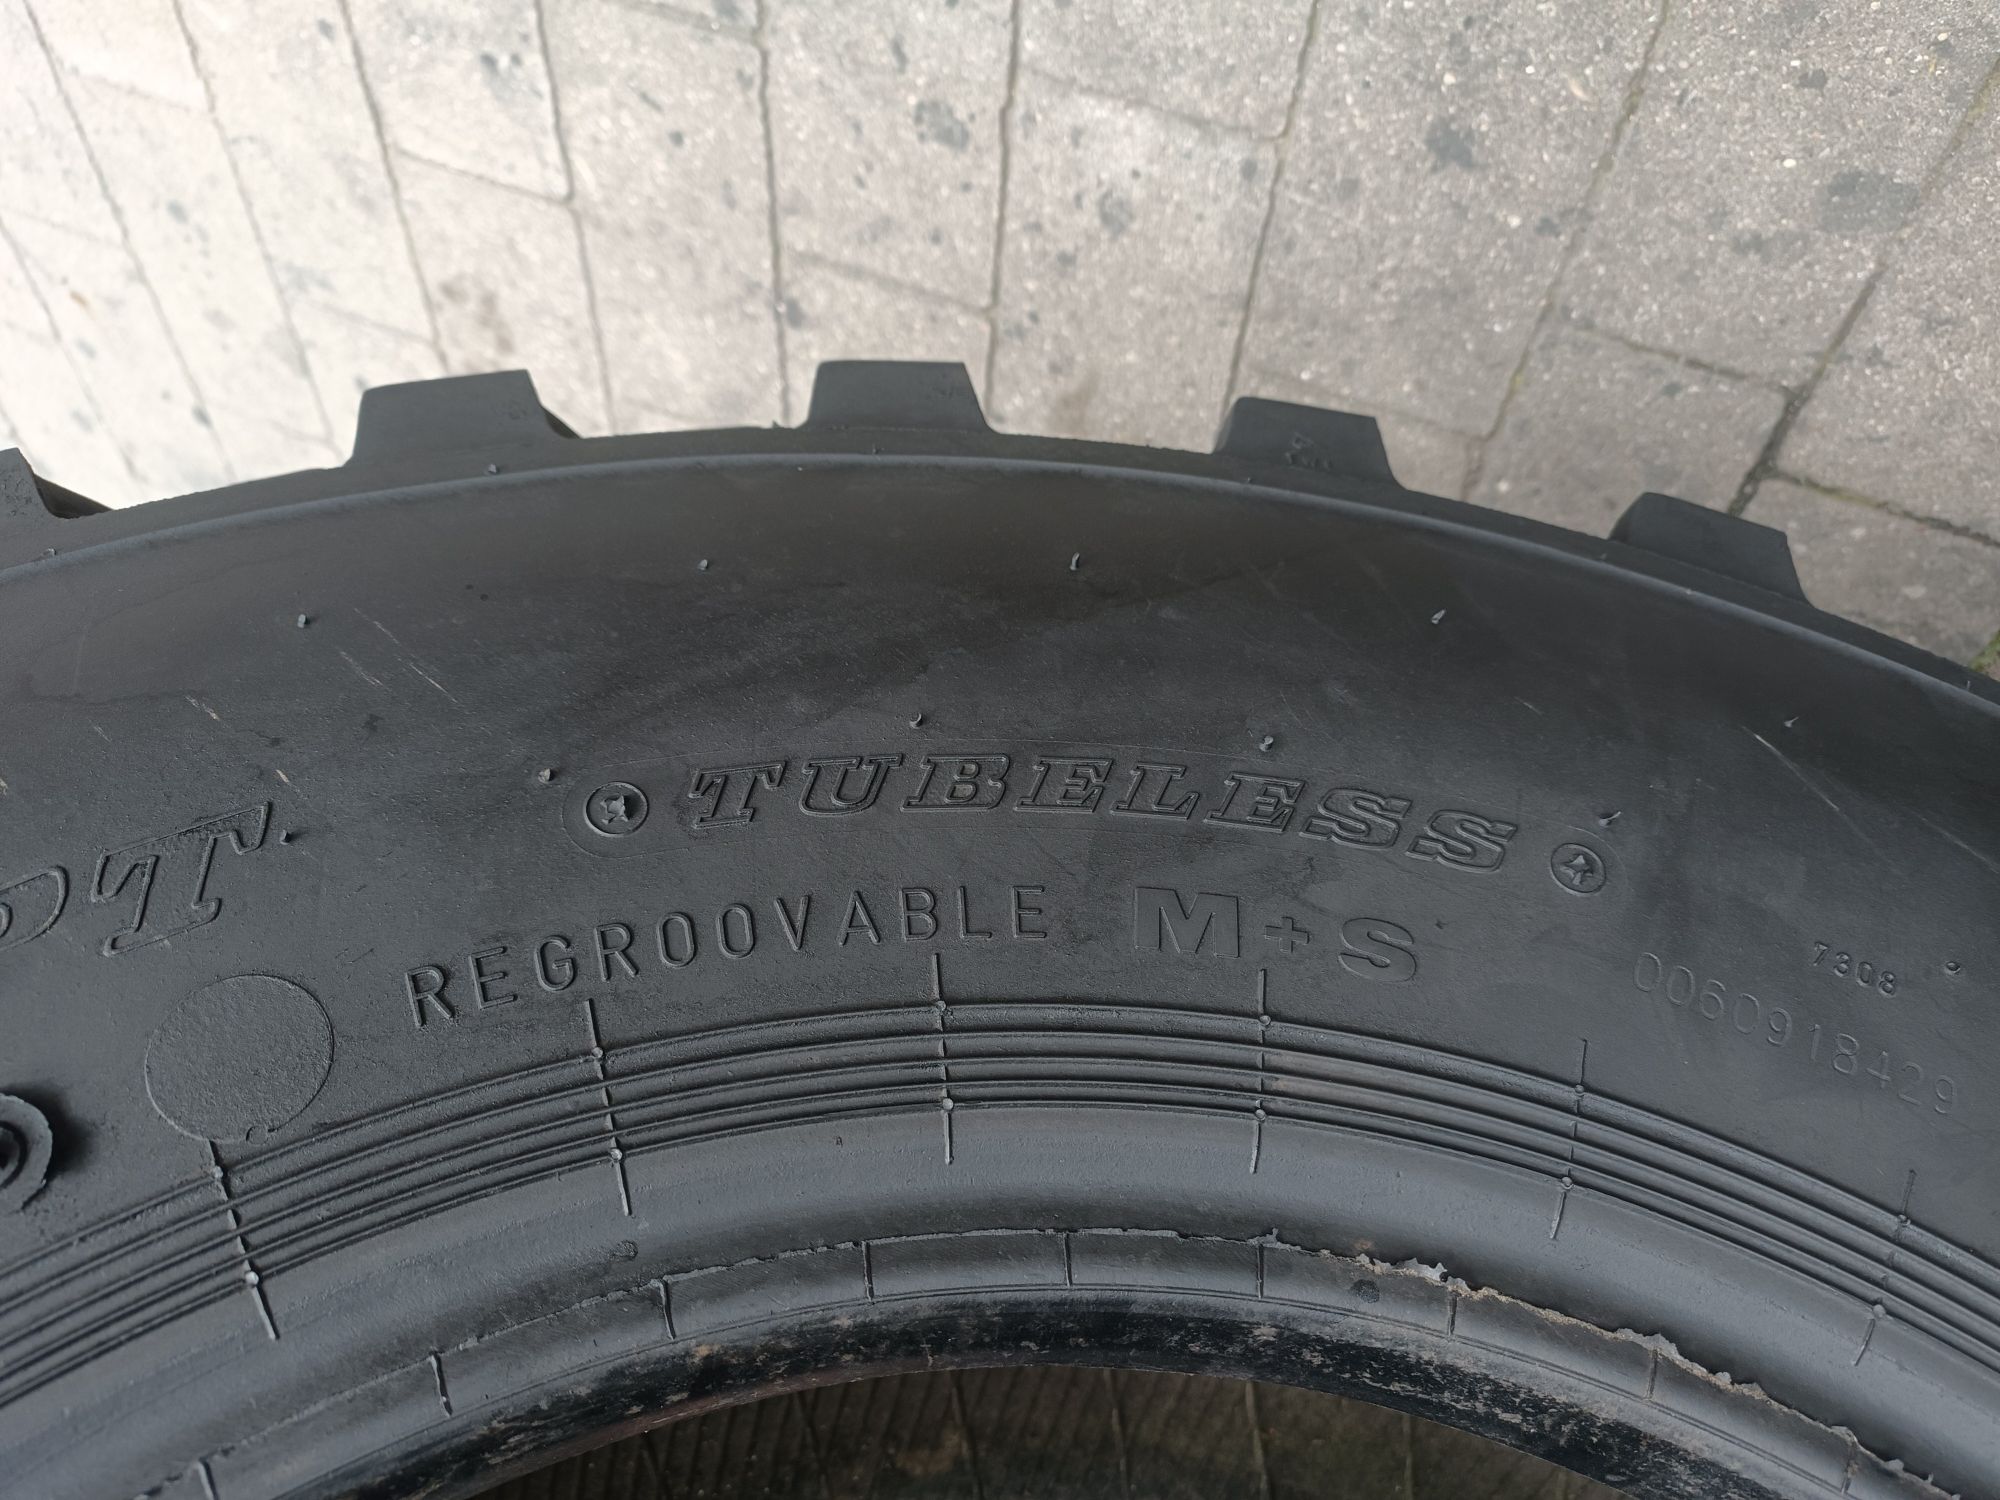 TUBELESS
REGROOVABLE M+S
7308
0060918429